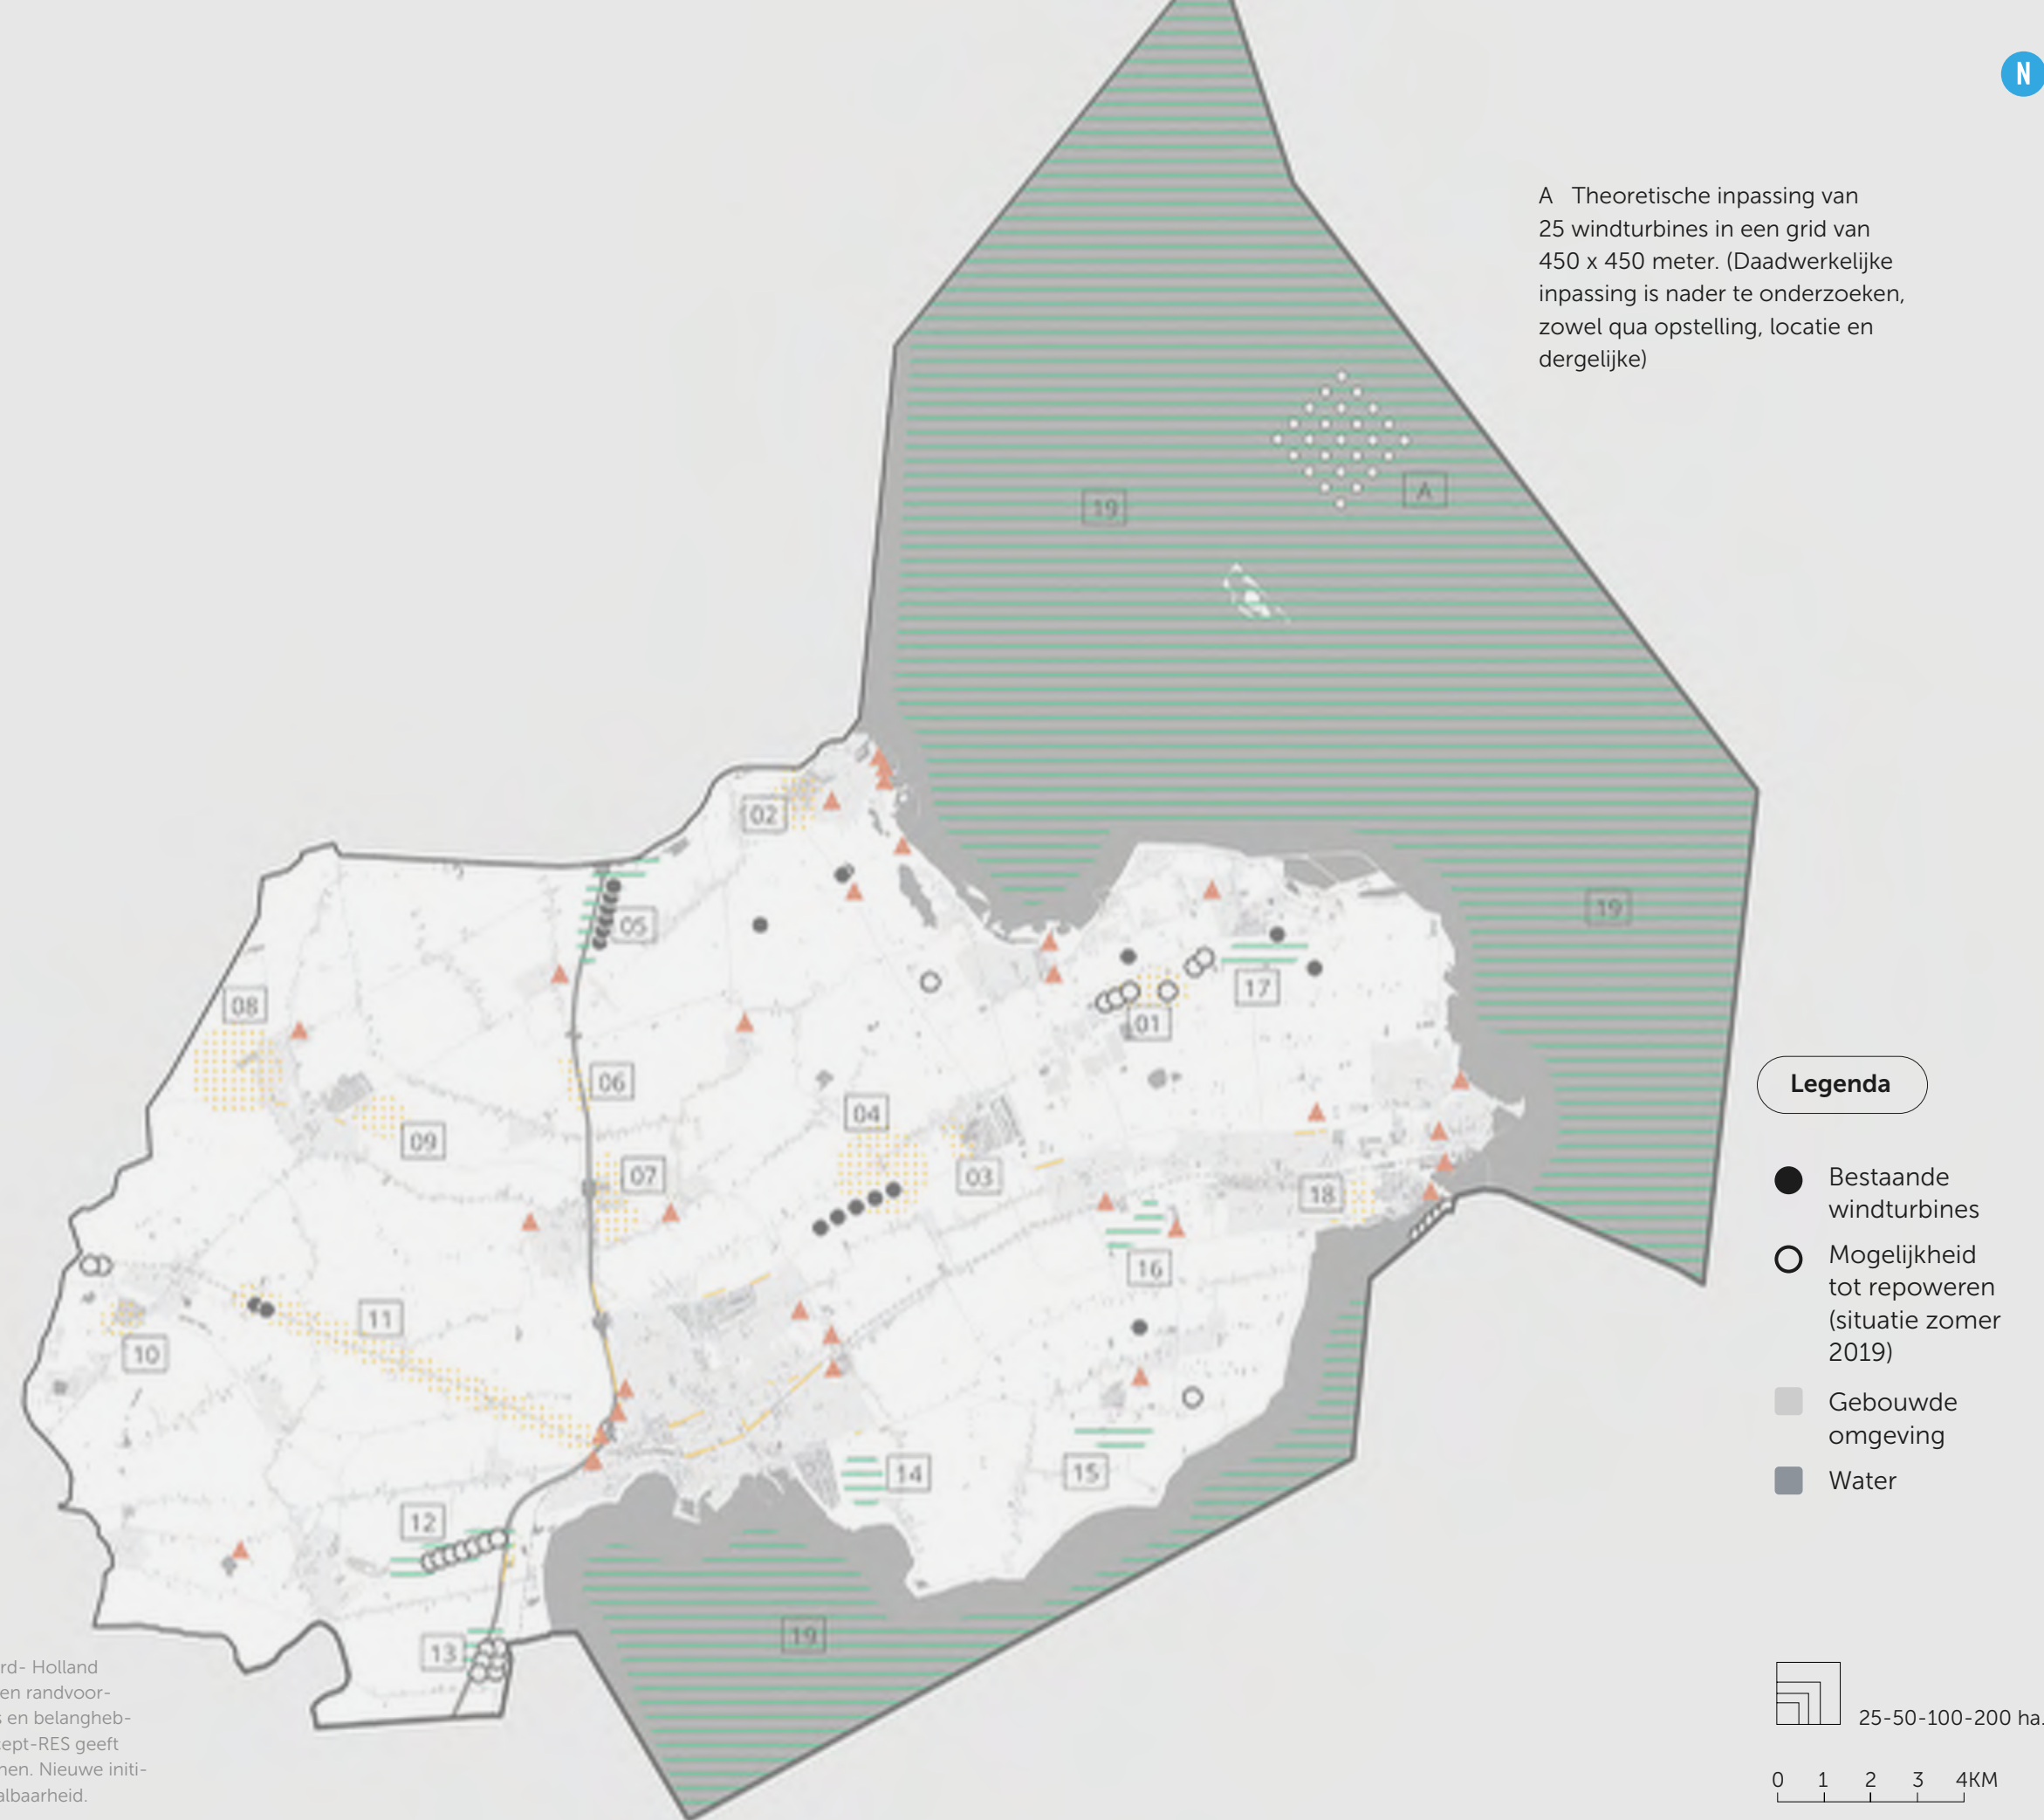 N
A Theoretische inpassing van
25 windturbines in een grid van
450 x 450 meter. (Daadwerkelijke
inpassing is nader te onderzoeken,
zowel qua opstelling, locatie en
dergelijke)
19
A
02
05
19
08
17
01
06
04
09
07
03
18
16
11
10
14
15
12
19
13
Legenda
Bestaande
windturbines
Mogelijkheid
tot repoweren
(situatie zomer
2019)
Gebouwde
omgeving
Water
25-50-100-200 ha.
0 1 2 3 4KM
rd- Holland
en randvoor-
s en belangheb-
cept-RES geeft
nen. Nieuwe initi-
albaarheid.